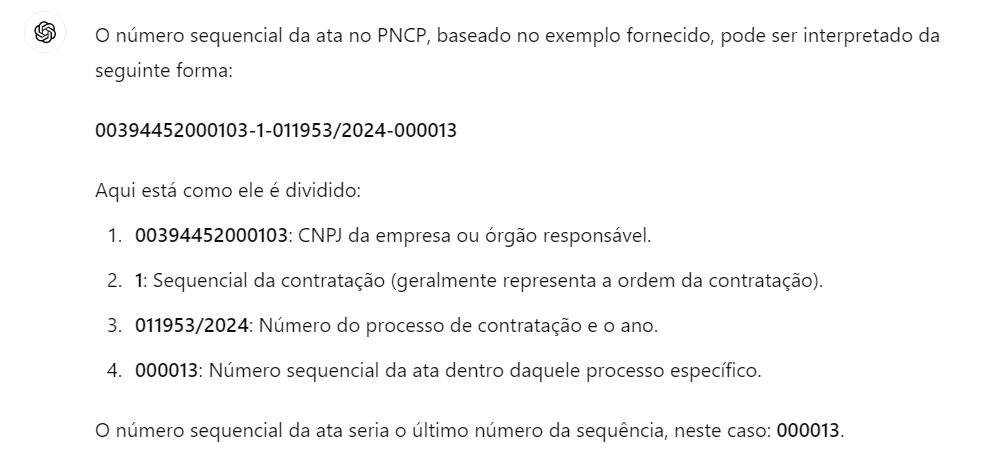 O número sequencial da ata no PNCP, baseado no exemplo fornecido, pode ser interpretado da
seguinte forma:
00394452000103-1-011953/2024-000013
Aqui está como ele é dividido:
1. 00394452000103: CNPJ da empresa ou órgão responsável.
2. 1: Sequencial da contratação (geralmente representa a ordem da contratação).
3. 011953/2024: Número do processo de contratação e o ano.
4. 000013: Número sequencial da ata dentro daquele processo específico.
O número sequencial da ata seria o último número da sequência, neste caso: 000013.